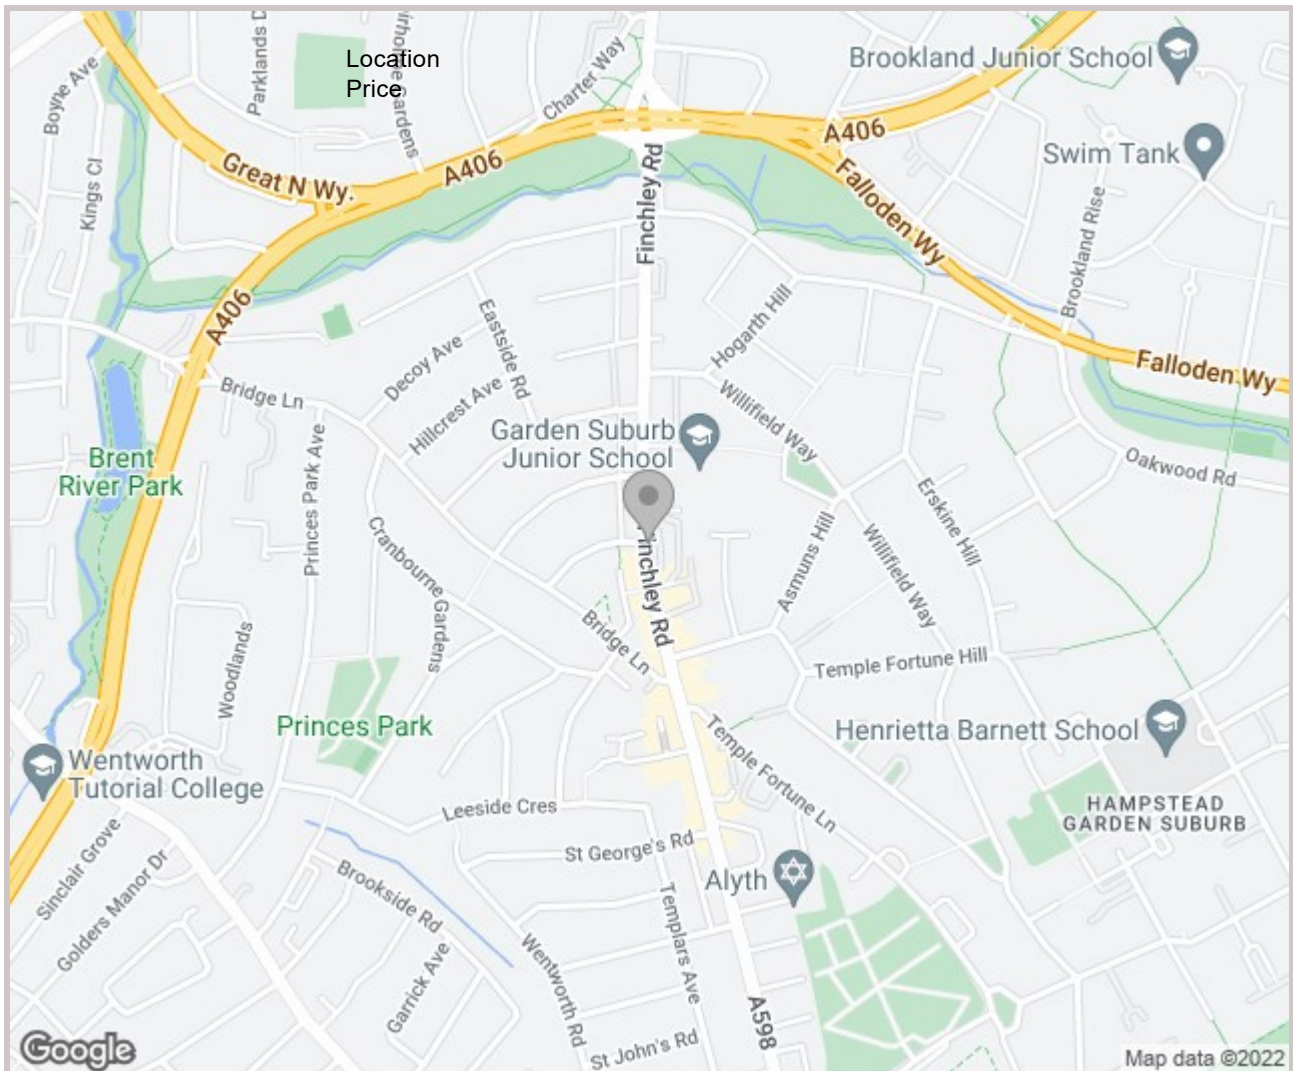 Parklands D
irholme Gardens
Location
Price
Charter Way
Brookland Junior School
Boyne Ave
A406
Swim Tank
Great N Wy.
A406
Kings Cl
Finchley Rd
Falloden Wy
Brookland Rise
A406
Eastside Rd
Hogarth Hill
Decoy Ave
Falloden Wy
Bridge Ln
Hillcrest Ave
Willifield Way
Garden Suburb
Junior School
Brent
River Park
Oakwood Rd
Princes Park Ave
Cranbourne Gardens
Erskine Hill
inchley Rd
Asmuns Hill
Willifield Way
Woodlands
Bridge Ln
Temple Fortune Hill
Princes Park
Henrietta Barnett School
Temple Fortune Ln
Wentworth
Tutorial College
HAMPSTEAD
GARDEN SUBURB
Leeside Cres
St George's Rd
Sinclair Grove
Golders Manor Dr
Brookside Rd
Alyth
Templars Ave
Garrick Ave
Wentworth Rd
A598
St John's Rd
Google
Map data ©2022